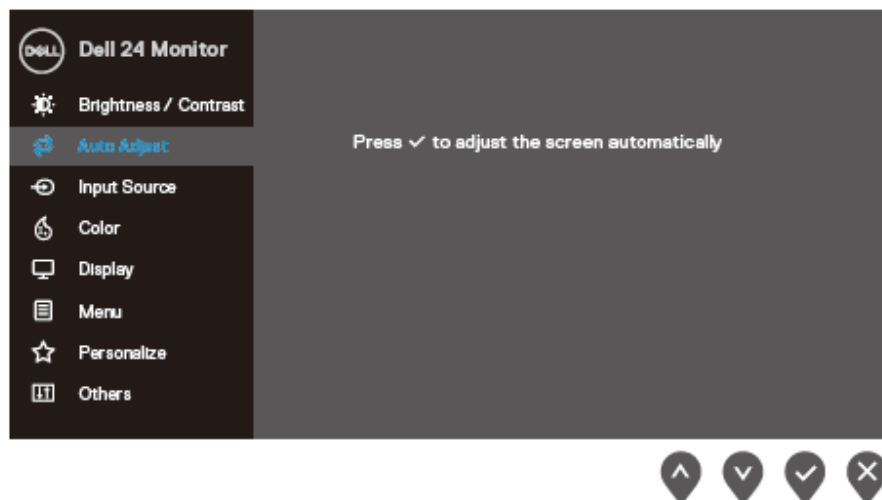 DELL
Dell 24 Monitor
Brightness / Contrast
Auto Adjust
Press ✓ to adjust the screen automatically
Input Source
Color
Display
Menu
Personalize
Others